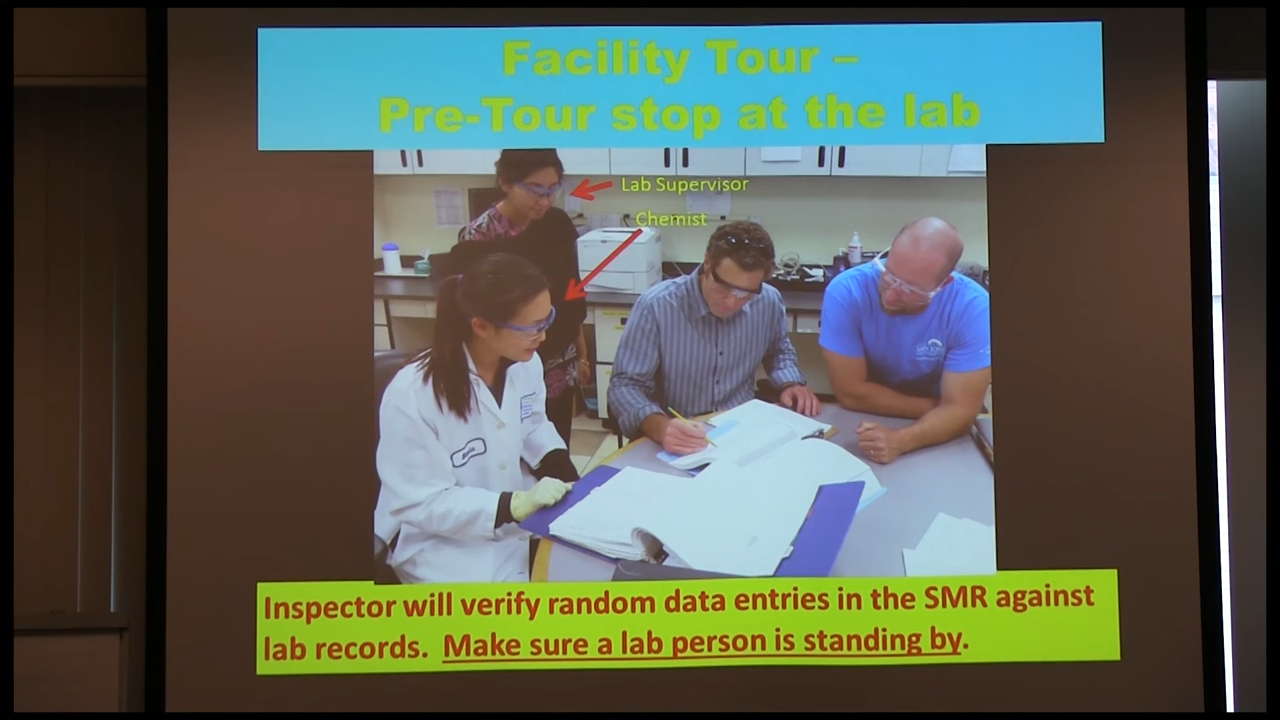 Facility Tour –
Pre-Tour stop at the lab
Lab Supervisor
Chemist
Inspector will verify random data entries in the SMR against
lab records. Make sure a lab person is standing by.